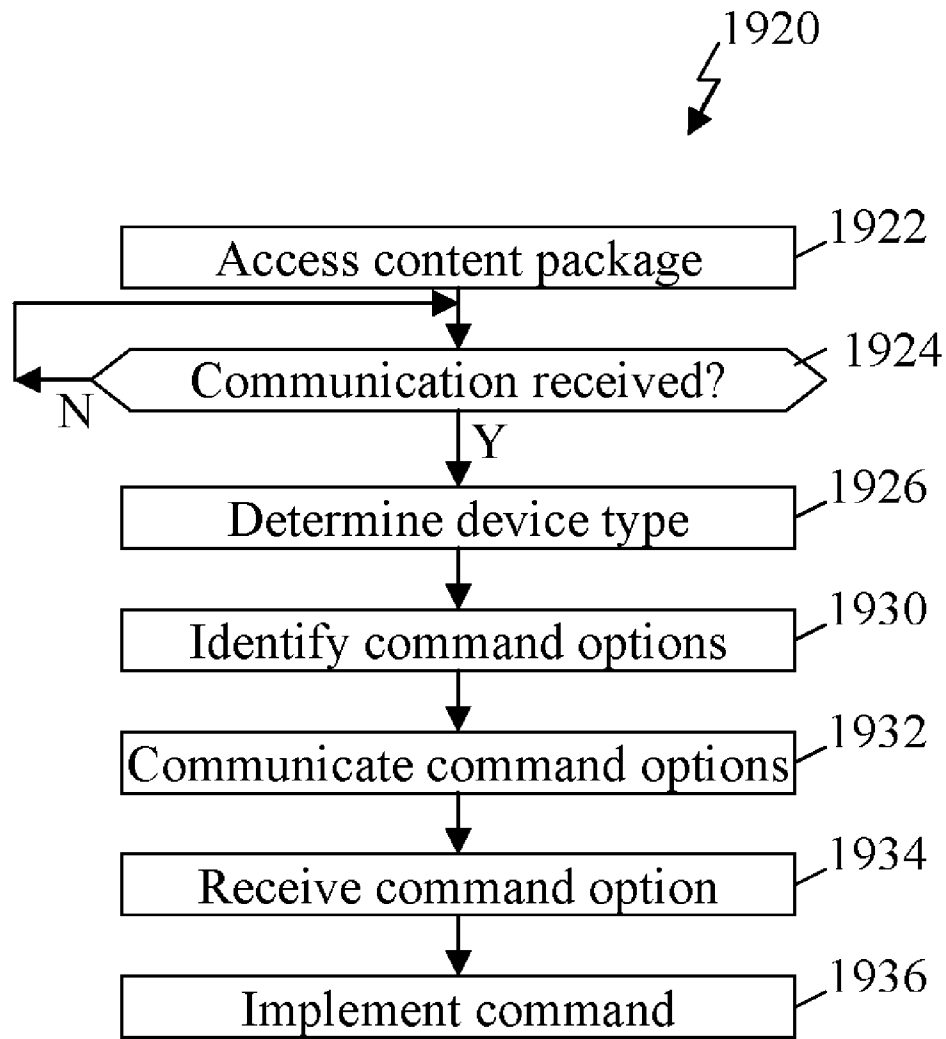 1920
1922
Access content package
1924
Communication received?
N
Y
1926
Determine device type
1930
Identify command options
1932
Communicate command options
1934
Receive command option
1936
Implement command